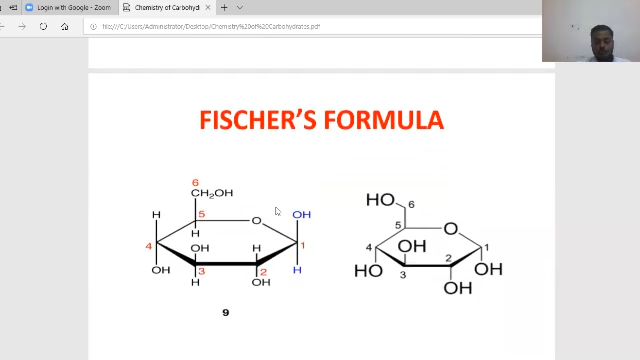 Login with Google - Zoom
Chemistry of Carbohydr
file:///C:/Users/Administrator/Desktop/Chemistry%20of%20Carbohydrates.pdf
FISCHER'S FORMULA
6
CH2OH
H
5
O
OH
H
4
OH
H
1
OH
3
H
2
OH
H
H
9
HO
6
5
O
4
OH
1
HO
3
2
OH
OH